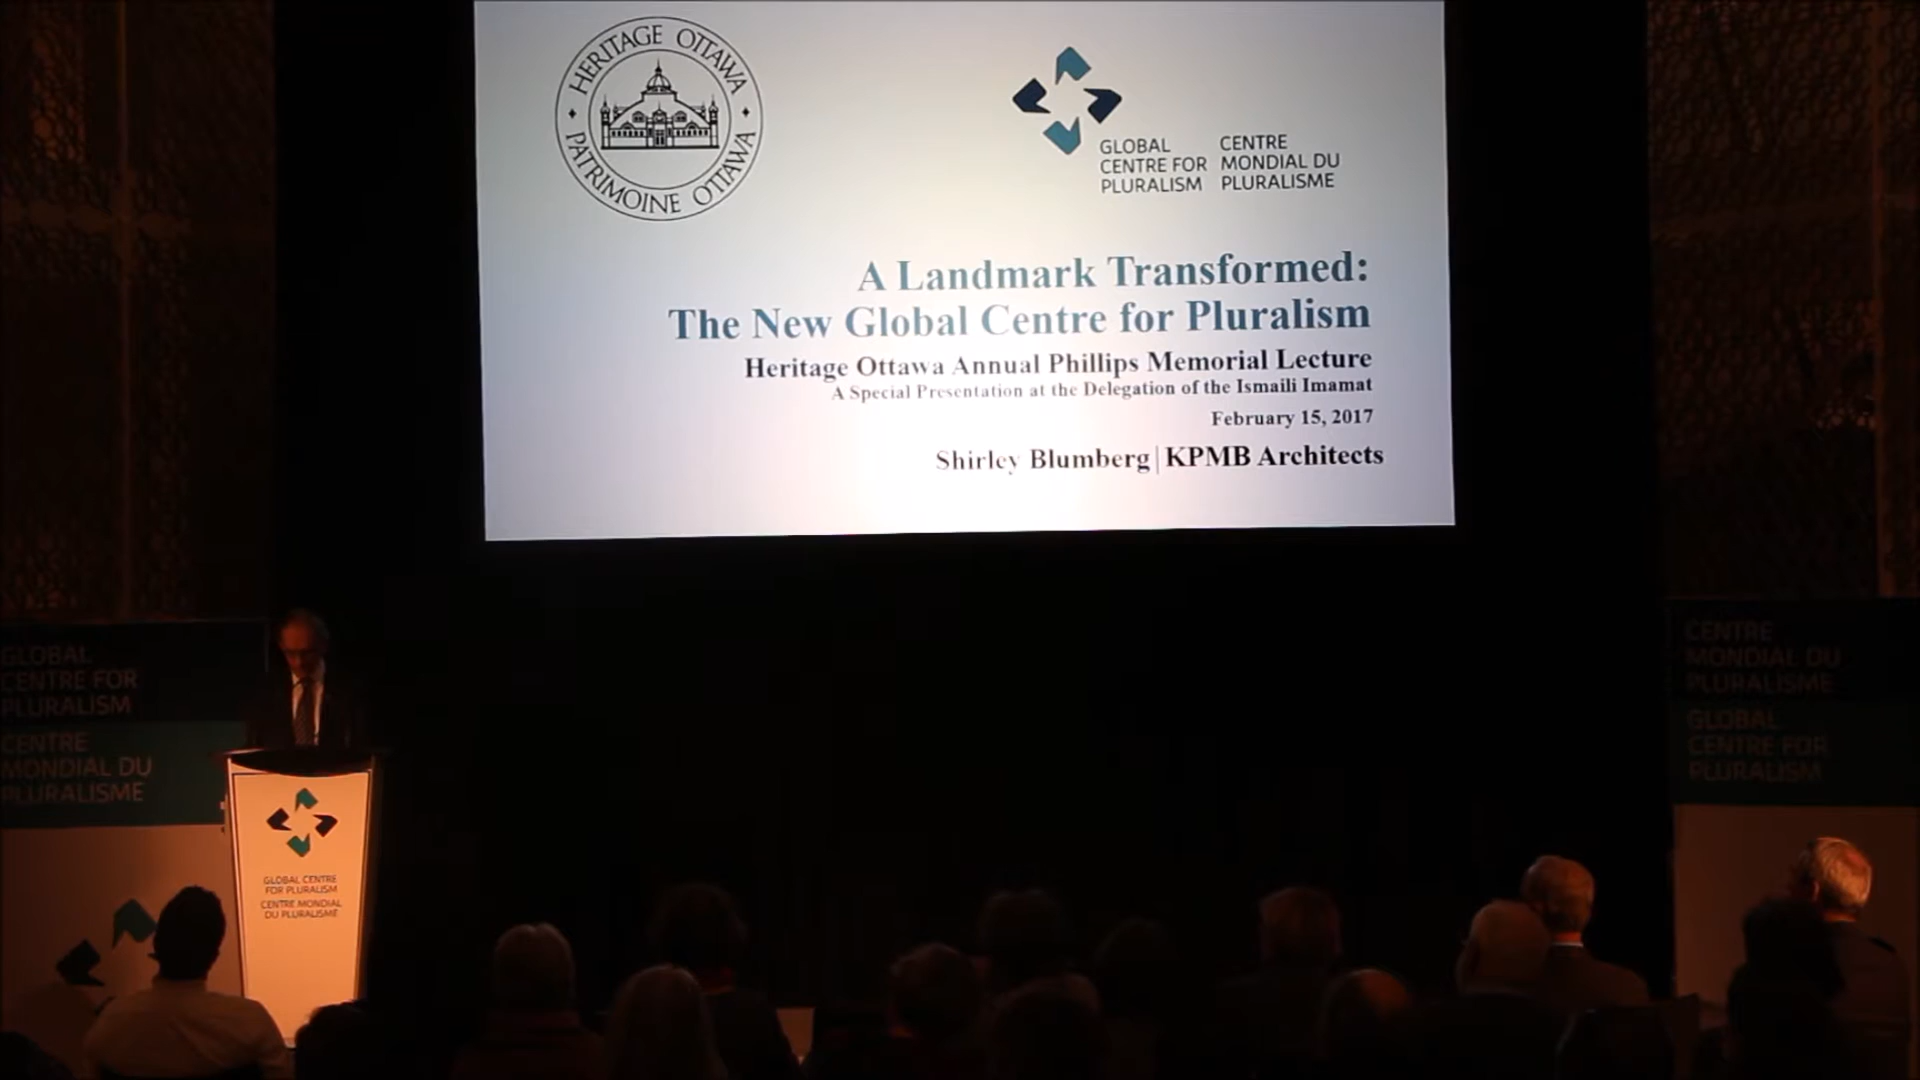 HERITAGE OTTAWA
PATRIMOINE OTTAWA
GLOBAL
CENTRE FOR
PLURALISM
CENTRE
MONDIAL DU
PLURALISME
A Landmark Transformed:
The New Global Centre for Pluralism
Heritage Ottawa Annual Phillips Memorial Lecture
A Special Presentation at the Delegation of the Ismaili Imamat
February 15, 2017
Shirley Blumberg | KPMB Architects
GLOBAL
CENTRE FOR
PLURALISM
CENTRE
MONDIAL DU
PLURALISME
GLOBAL CENTRE
FOR PLURALISM
CENTRE MONDIAL
DU PLURALISME
CENTRE
MONDIAL DU
PLURALISME
GLOBAL
CENTRE FOR
PLURALISM